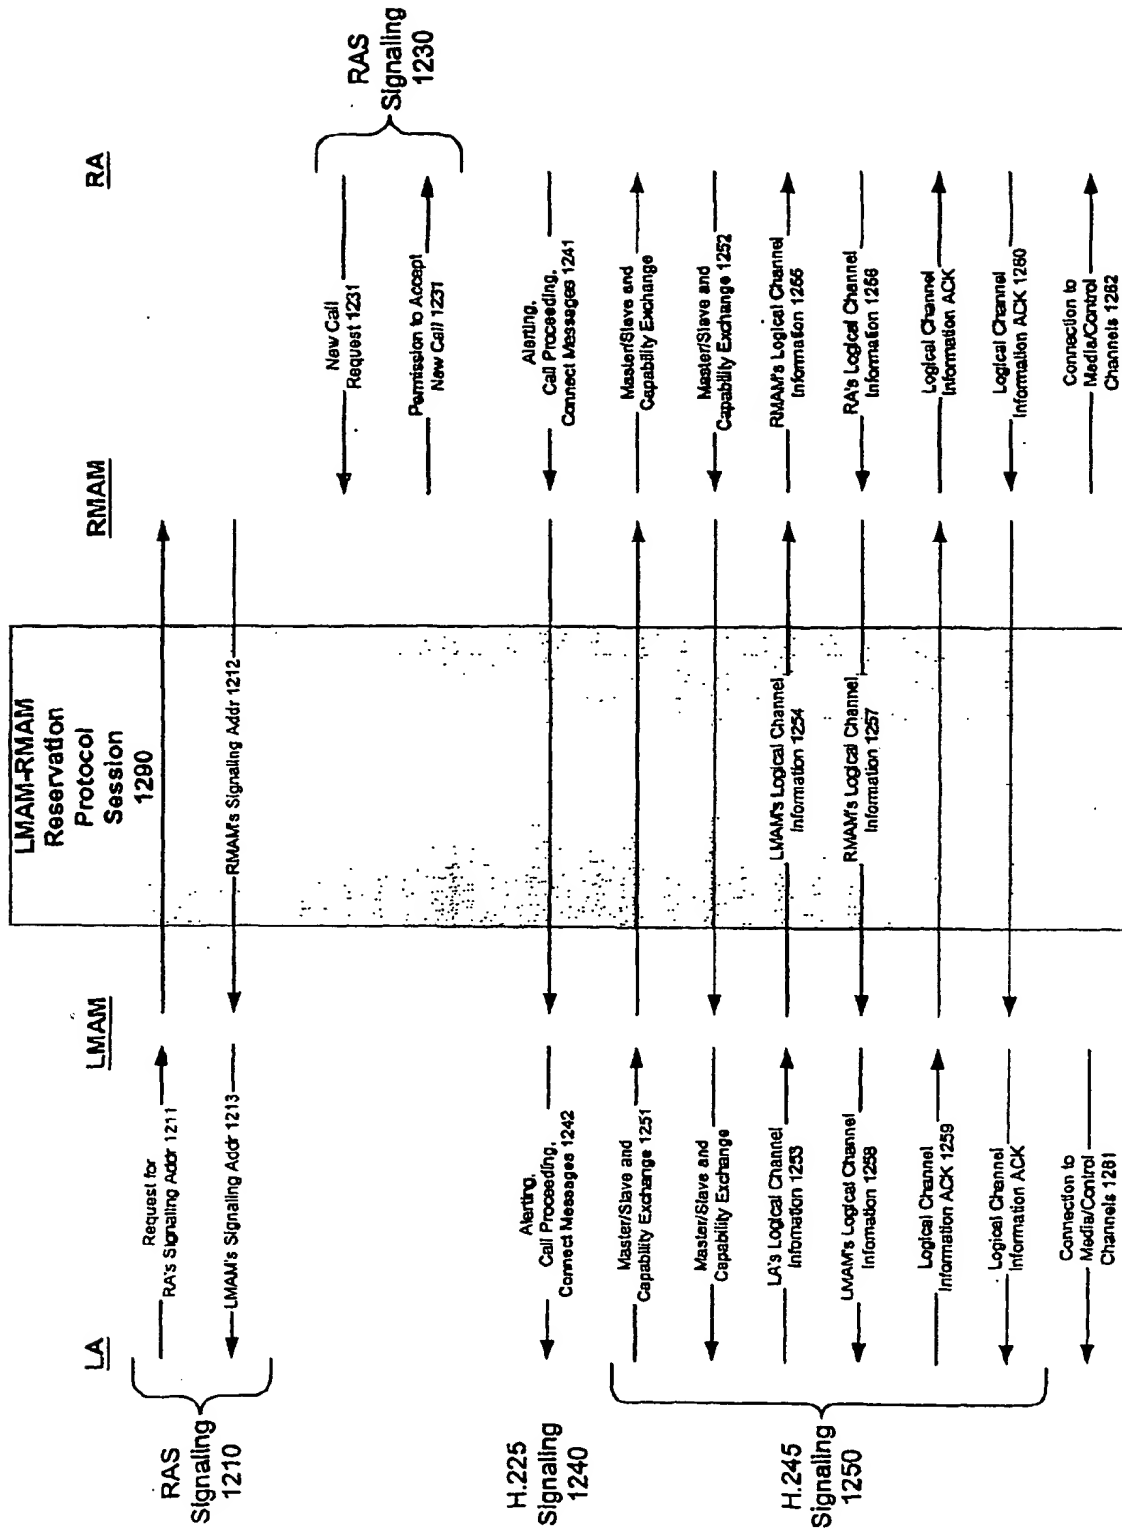 LA
LMAM
LMAM-RMAM
Reservation
Protocol
Session
1290
RMAM
RA
RAS
Signaling
1210
Request for
RA's Signaling Addr 1211
LMAM's Signaling Addr 1213
RMAM's Signaling Addr 1212
RAS
Signaling
1230
New Call
Request 1231
Permission to Accept
New Call 1231
H.225
Signaling
1240
Alerting,
Call Proceeding,
Connect Messages 1242
Alerting,
Call Proceeding,
Connect Messages 1241
H.245
Signaling
1250
Master/Slave and
Capability Exchange 1251
Master/Slave and
Capability Exchange
Master/Slave and
Capability Exchange
Master/Slave and
Capability Exchange 1252
LA's Logical Channel
Information 1253
LMAM's Logical Channel
Information 1254
RMAM's Logical Channel
Information 1255
LMAM's Logical Channel
Information 1258
RMAM's Logical Channel
Information 1257
RA's Logical Channel
Information 1256
Logical Channel
Information ACK 1259
Logical Channel
Information ACK
Logical Channel
Information ACK
Logical Channel
Information ACK 1260
Connection to
Media/Control
Channels 1281
Connection to
Media/Control
Channels 1282